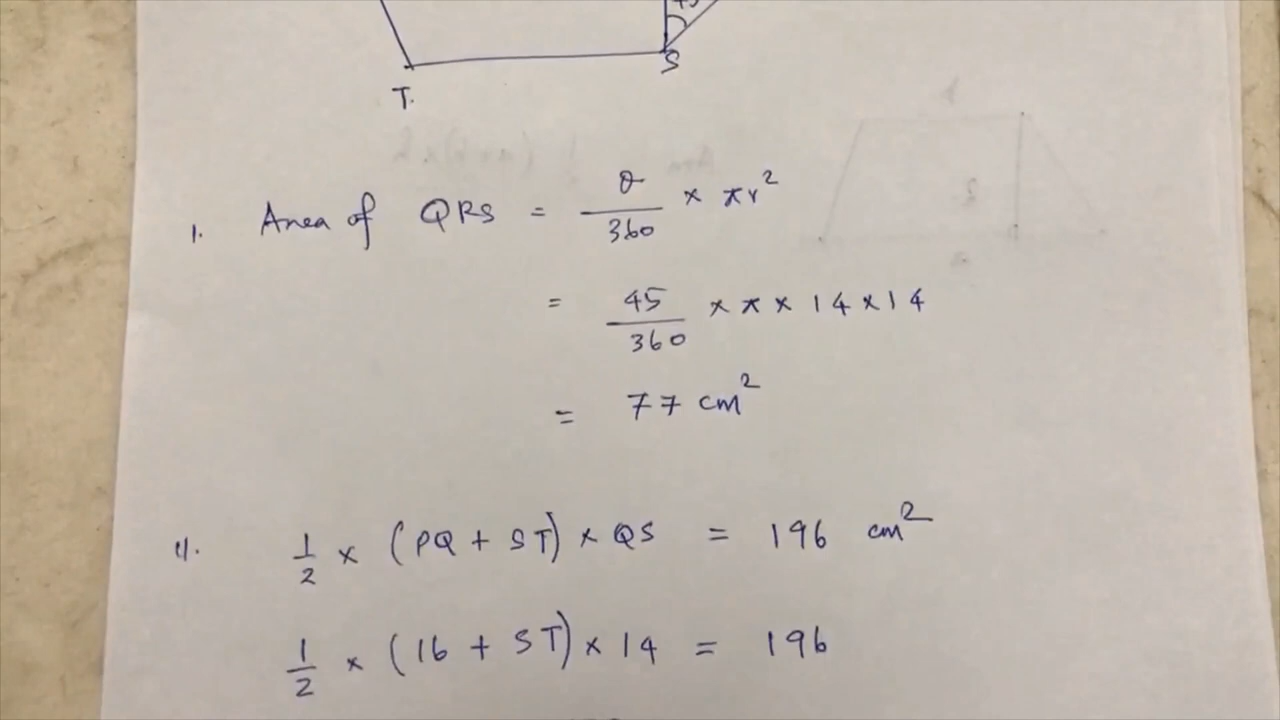 S
T.
1. Area of QRS = θ/360 × πr²
= 45/360 × π × 14 × 14
= 77 cm²
11. 1/2 × (PQ + ST) × QS = 196 cm²
1/2 × (16 + ST) × 14 = 196